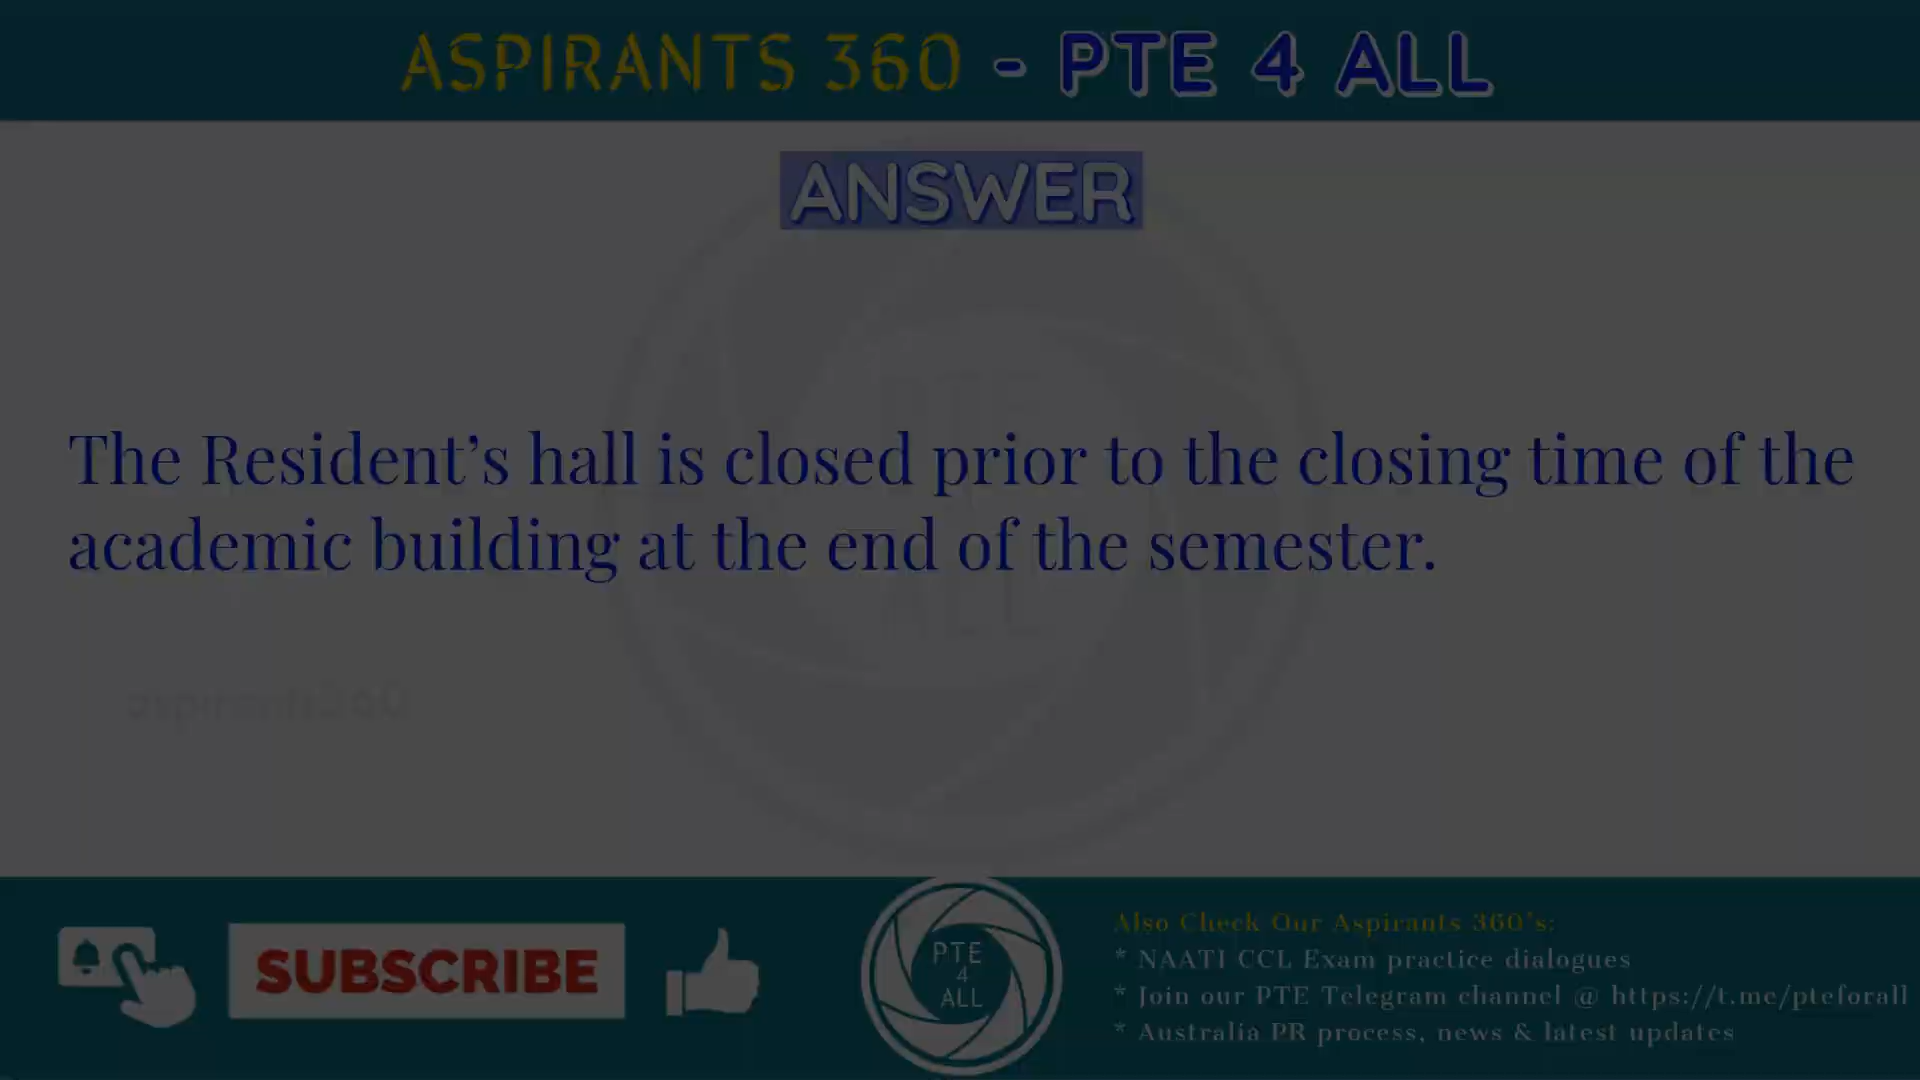 ASPIRANTS 360 - PTE 4 ALL
ANSWER
The Resident’s hall is closed prior to the closing time of the
academic building at the end of the semester.
aspirants360
SUBSCRIBE
PTE
4
ALL
Also Check Our Aspirants 360's:
* NAATI CCL Exam practice dialogues
* Join our PTE Telegram channel @ https://t.me/pteforall
* Australia PR process, news & latest updates